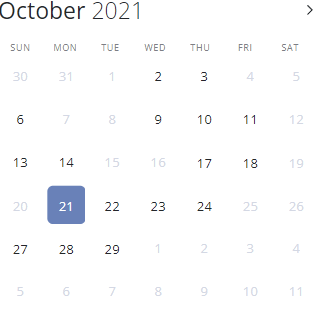 October 2021
SUN MON TUE WED THU FRI SAT
30 31 1 2 3 4 5
6 7 8 9 10 11 12
13 14 15 16 17 18 19
20 21 22 23 24 25 26
27 28 29 1 2 3 4
5 6 7 8 9 10 11